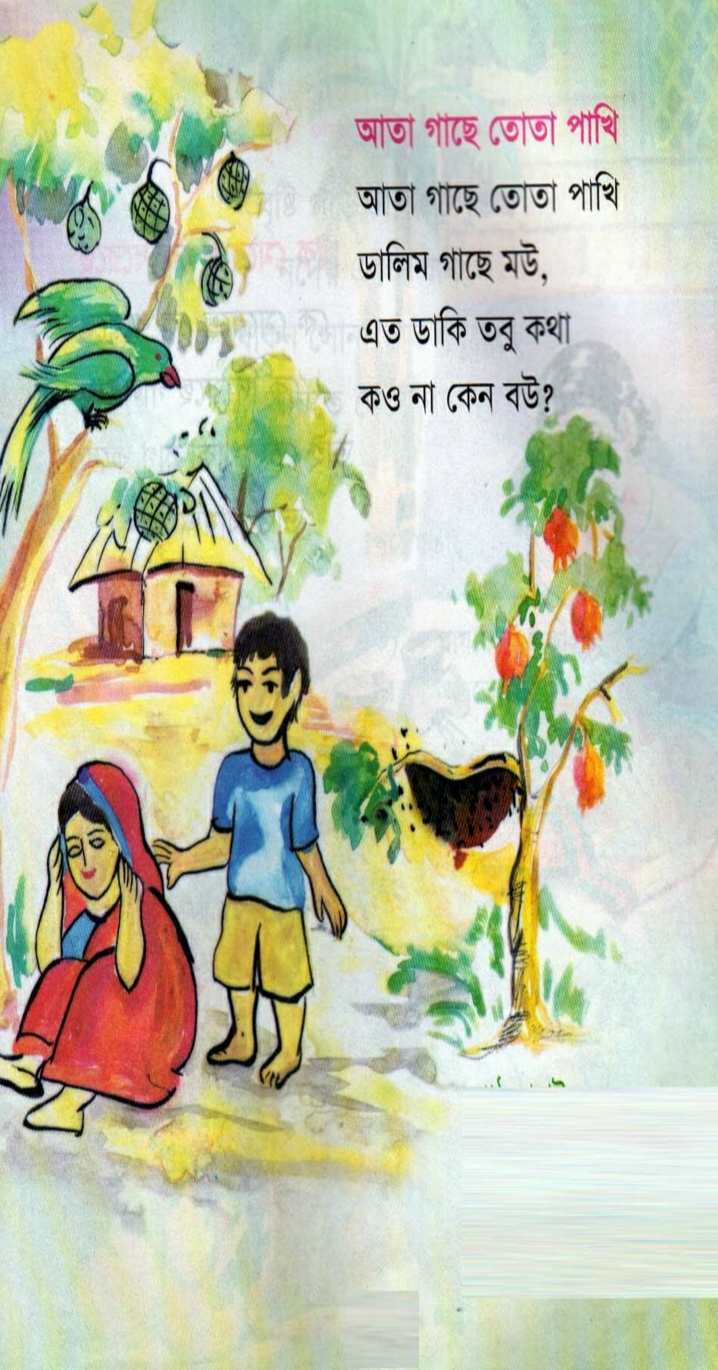 আতা গাছে তোতা পাখি
আতা গাছে তোতা পাখি
ডালিম গাছে মউ,
এত ডাকি তবু কথা
কও না কেন বউ?